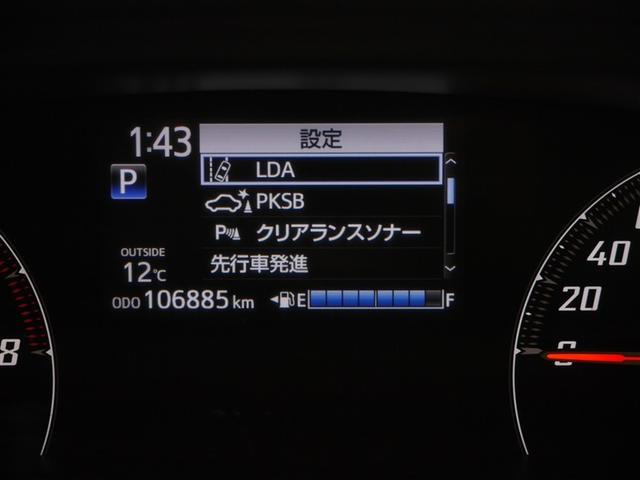 設定
1:43
LDA
P
PKSB
P クリアランスソナー
OUTSIDE
12℃
先行車発進
ODO 106885 km
E F
8
40
20
0